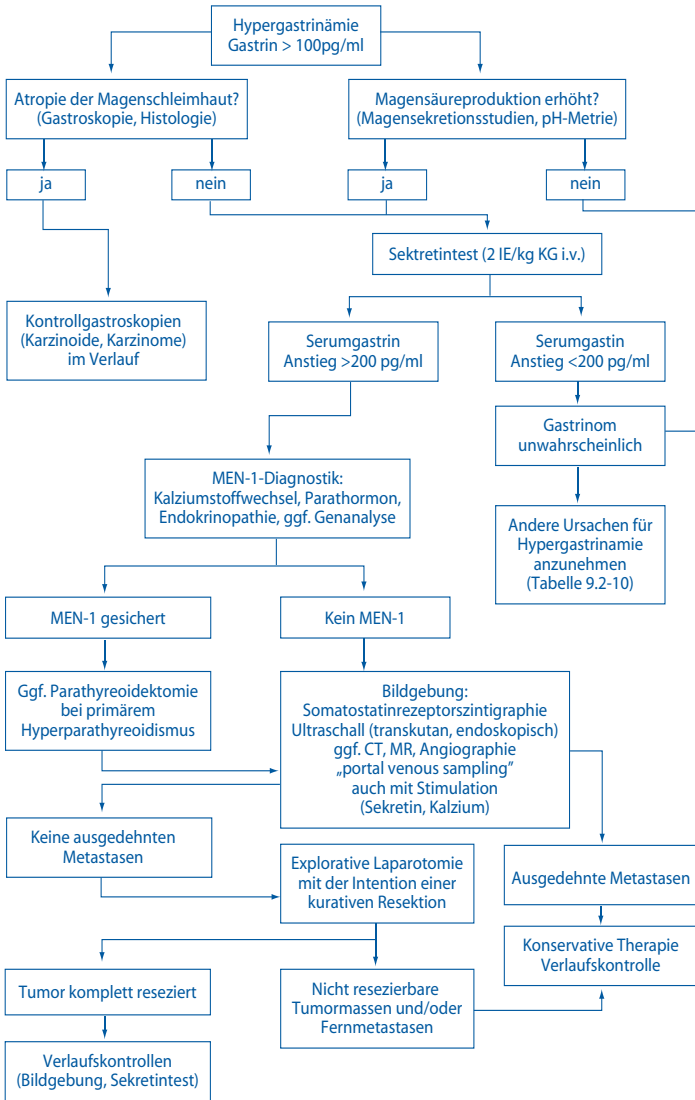 Hypergastrinämie
Gastrin > 100pg/ml
Atropie der Magenschleimhaut?
(Gastroskopie, Histologie)
Magensäureproduktion erhöht?
(Magensekretionsstudien, pH-Metrie)
ja
nein
ja
nein
Sektretintest (2 IE/kg KG i.v.)
Kontrollgastroskopien
(Karzinoide, Karzinome)
im Verlauf
Serumgastrin
Anstieg >200 pg/ml
Serumgastin
Anstieg <200 pg/ml
Gastrinom
unwahrscheinlich
MEN-1-Diagnostik:
Kalziumstoffwechsel, Parathormon,
Endokrinopathie, ggf. Genanalyse
Andere Ursachen für
Hypergastrinamie
anzunehmen
(Tabelle 9.2-10)
MEN-1 gesichert
Kein MEN-1
Ggf. Parathyreoidektomie
bei primärem
Hyperparathyreoidismus
Bildgebung:
Somatostatinrezeptorszintigraphie
Ultraschall (transkutan, endoskopisch)
ggf. CT, MR, Angiographie
„portal venous sampling”
auch mit Stimulation
(Sekretin, Kalzium)
Keine ausgedehnten
Metastasen
Explorative Laparotomie
mit der Intention einer
kurativen Resektion
Ausgedehnte Metastasen
Konservative Therapie
Verlaufskontrolle
Tumor komplett reseziert
Nicht resezierbare
Tumormassen und/oder
Fernmetastasen
Verlaufskontrollen
(Bildgebung, Sekretintest)